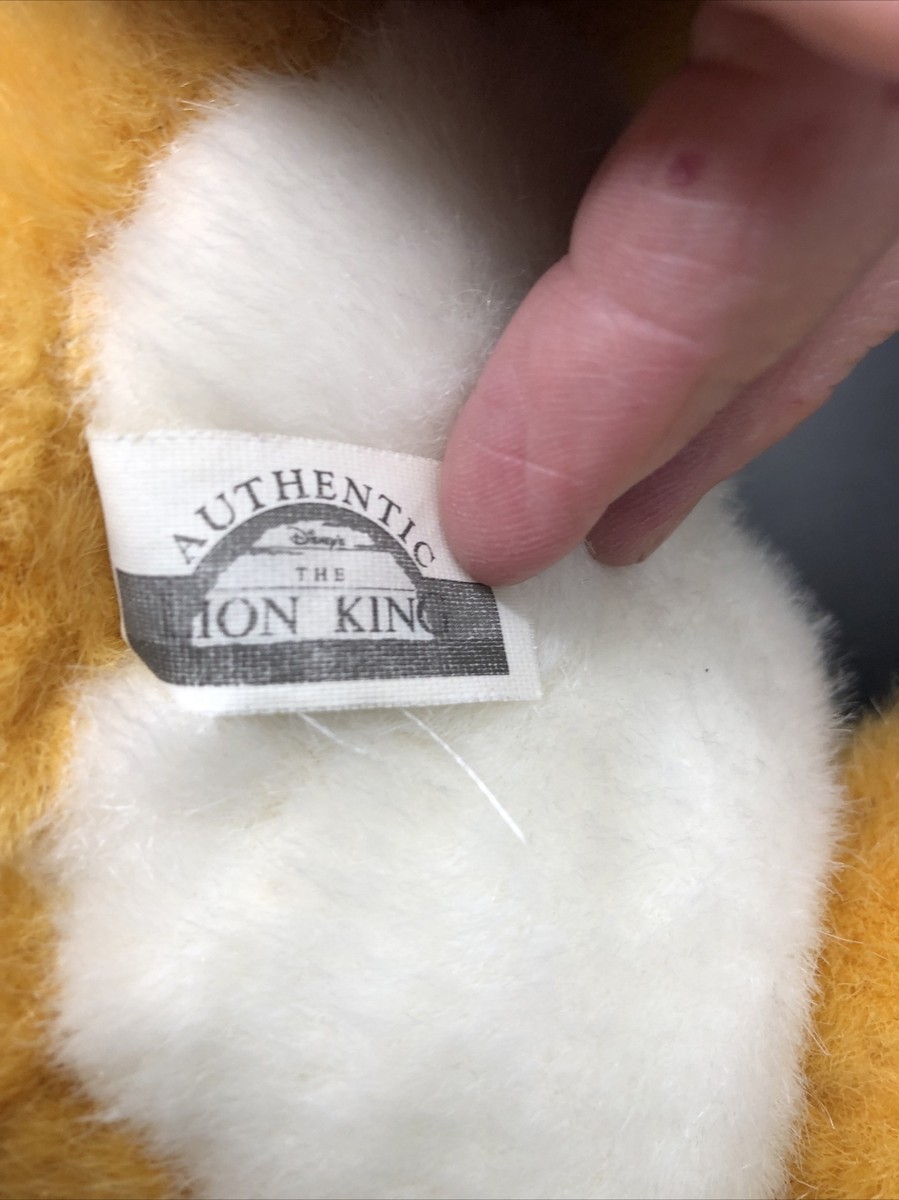 AUTHENTIC
Disney's
THE
LION KING